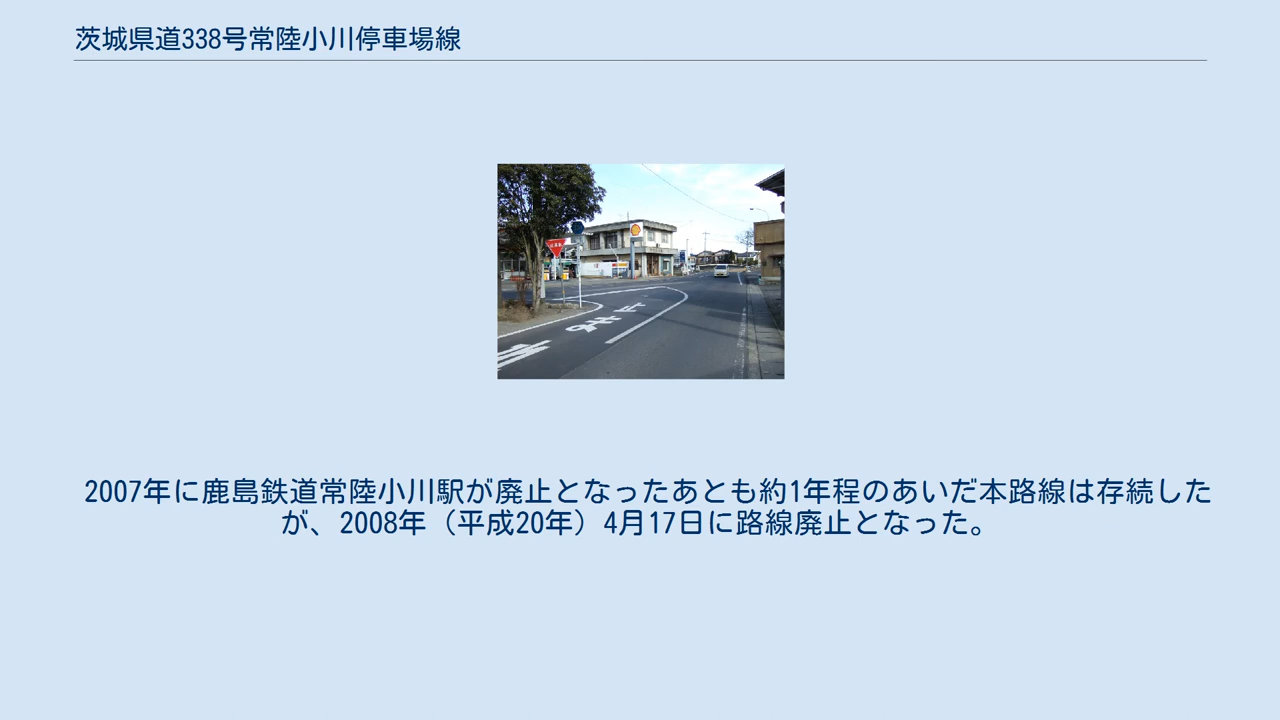 茨城県道338号常陸小川停車場線
2007年に鹿島鉄道常陸小川駅が廃止となったあとも約1年程のあいだ本路線は存続した
が、2008年（平成20年）4月17日に路線廃止となった。